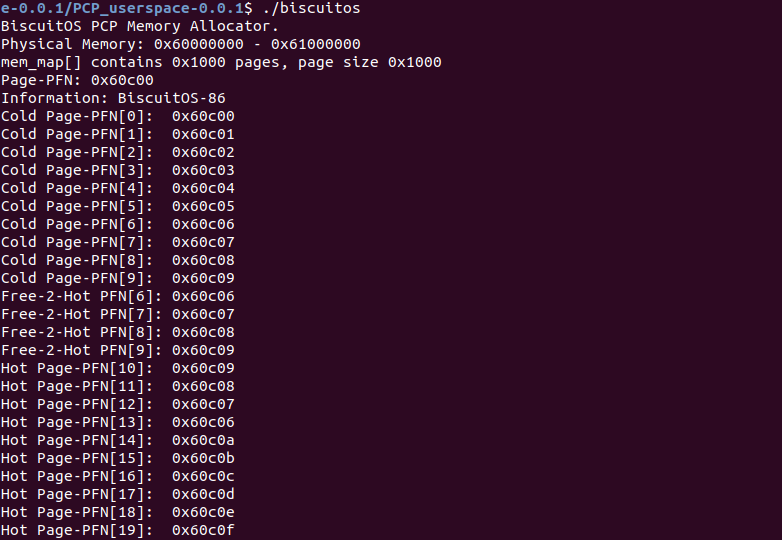 e-0.0.1/PCP_userspace-0.0.1$ ./biscuitos
BiscuitOS PCP Memory Allocator.
Physical Memory: 0x60000000 - 0x61000000
mem_map[] contains 0x1000 pages, page size 0x1000
Page-PFN: 0x60c00
Information: BiscuitOS-86
Cold Page-PFN[0]:  0x60c00
Cold Page-PFN[1]:  0x60c01
Cold Page-PFN[2]:  0x60c02
Cold Page-PFN[3]:  0x60c03
Cold Page-PFN[4]:  0x60c04
Cold Page-PFN[5]:  0x60c05
Cold Page-PFN[6]:  0x60c06
Cold Page-PFN[7]:  0x60c07
Cold Page-PFN[8]:  0x60c08
Cold Page-PFN[9]:  0x60c09
Free-2-Hot PFN[6]: 0x60c06
Free-2-Hot PFN[7]: 0x60c07
Free-2-Hot PFN[8]: 0x60c08
Free-2-Hot PFN[9]: 0x60c09
Hot Page-PFN[10]:  0x60c09
Hot Page-PFN[11]:  0x60c08
Hot Page-PFN[12]:  0x60c07
Hot Page-PFN[13]:  0x60c06
Hot Page-PFN[14]:  0x60c0a
Hot Page-PFN[15]:  0x60c0b
Hot Page-PFN[16]:  0x60c0c
Hot Page-PFN[17]:  0x60c0d
Hot Page-PFN[18]:  0x60c0e
Hot Page-PFN[19]:  0x60c0f